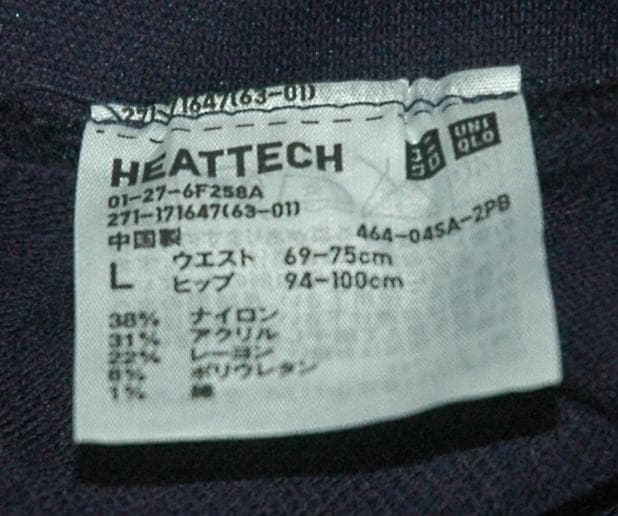 271-171647(63-01)
HEATTECH
ユニクロ
UNIQLO
01-27-6F258A
271-171647(63-01)
中国製
464-04SA-2PB
L
ウエスト 69-75cm
ヒップ 94-100cm
38% ナイロン
31% アクリル
22% レーヨン
8% ポリウレタン
1% 綿